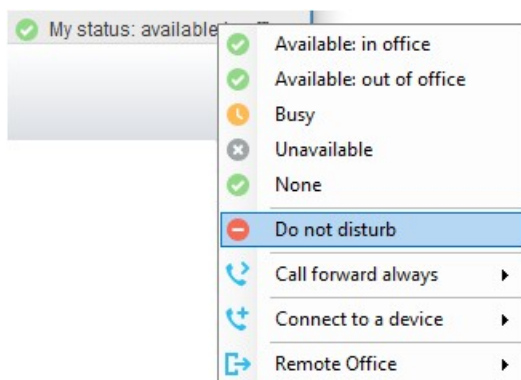 My status: available
Available: in office
Available: out of office
Busy
Unavailable
None
Do not disturb
Call forward always
Connect to a device
Remote Office